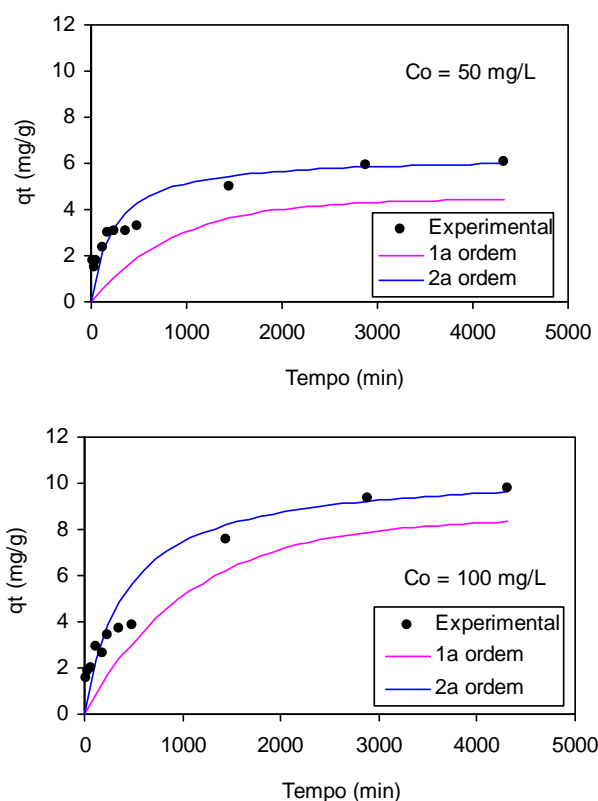 12
10
8
6
4
2
0
qt (mg/g)
Co = 50 mg/L
Experimental
1a ordem
2a ordem
0 1000 2000 3000 4000 5000
Tempo (min)
12
10
8
6
4
2
0
qt (mg/g)
Co = 100 mg/L
Experimental
1a ordem
2a ordem
0 1000 2000 3000 4000 5000
Tempo (min)